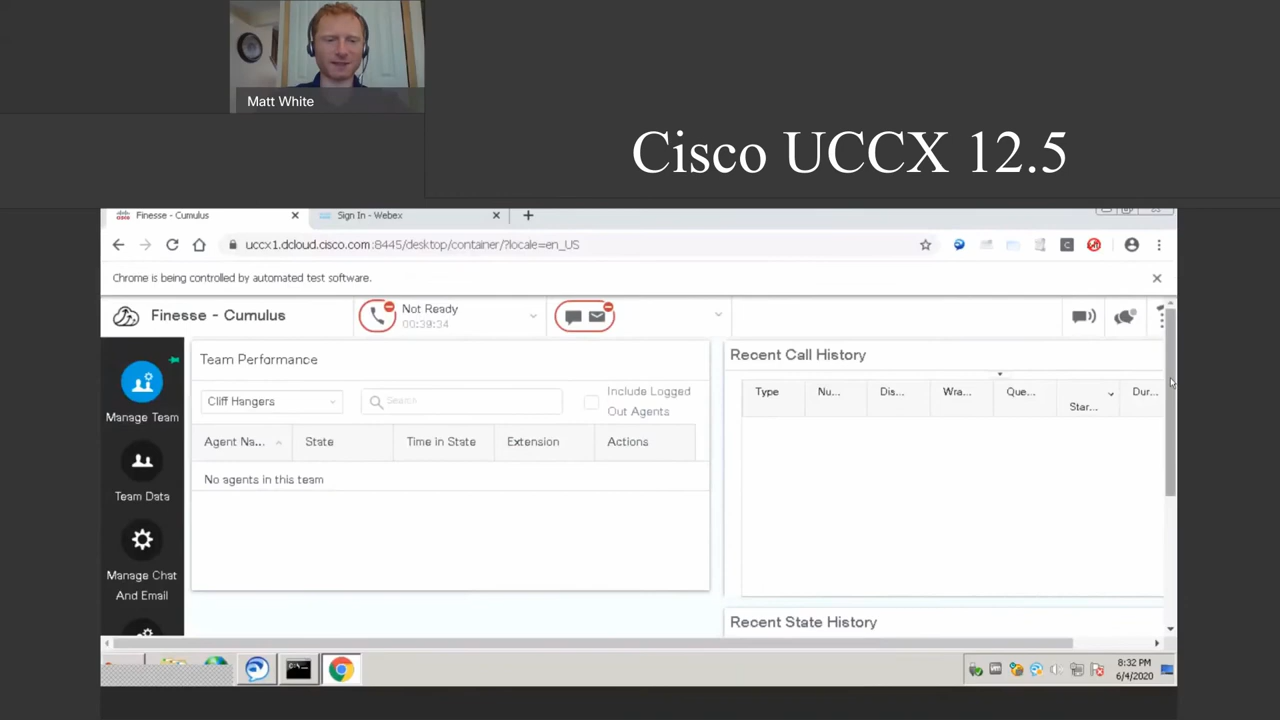 Matt White
Cisco UCCX 12.5
Finesse - Cumulus
Sign In - Webex
uccx1.dcloud.cisco.com:8445/desktop/container/?locale=en_US
Chrome is being controlled by automated test software.
Finesse - Cumulus
Not Ready
00:39:34
Manage Team
Team Data
Manage Chat
And Email
Team Performance
Cliff Hangers
Search
Include Logged
Out Agents
Agent Na...
State
Time in State
Extension
Actions
No agents in this team
Recent Call History
Type
Nu...
Dis...
Wra...
Que...
Star...
Dur...
Recent State History
8:32 PM
6/4/2020